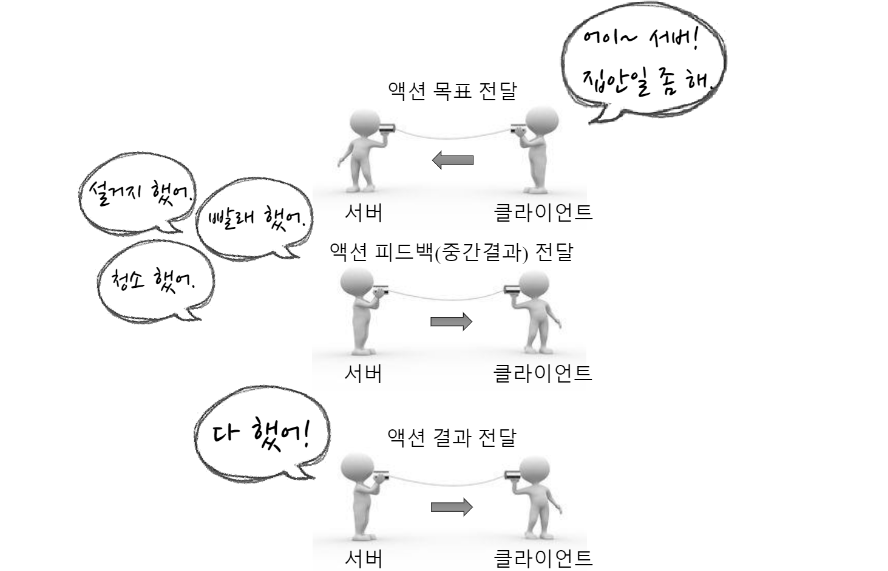 어이~ 서버!
집안일 좀 해.
액션 목표 전달
서버
클라이언트
설거지 했어.
빨래 했어.
청소 했어.
액션 피드백(중간결과) 전달
서버
클라이언트
다 했어!
액션 결과 전달
서버
클라이언트